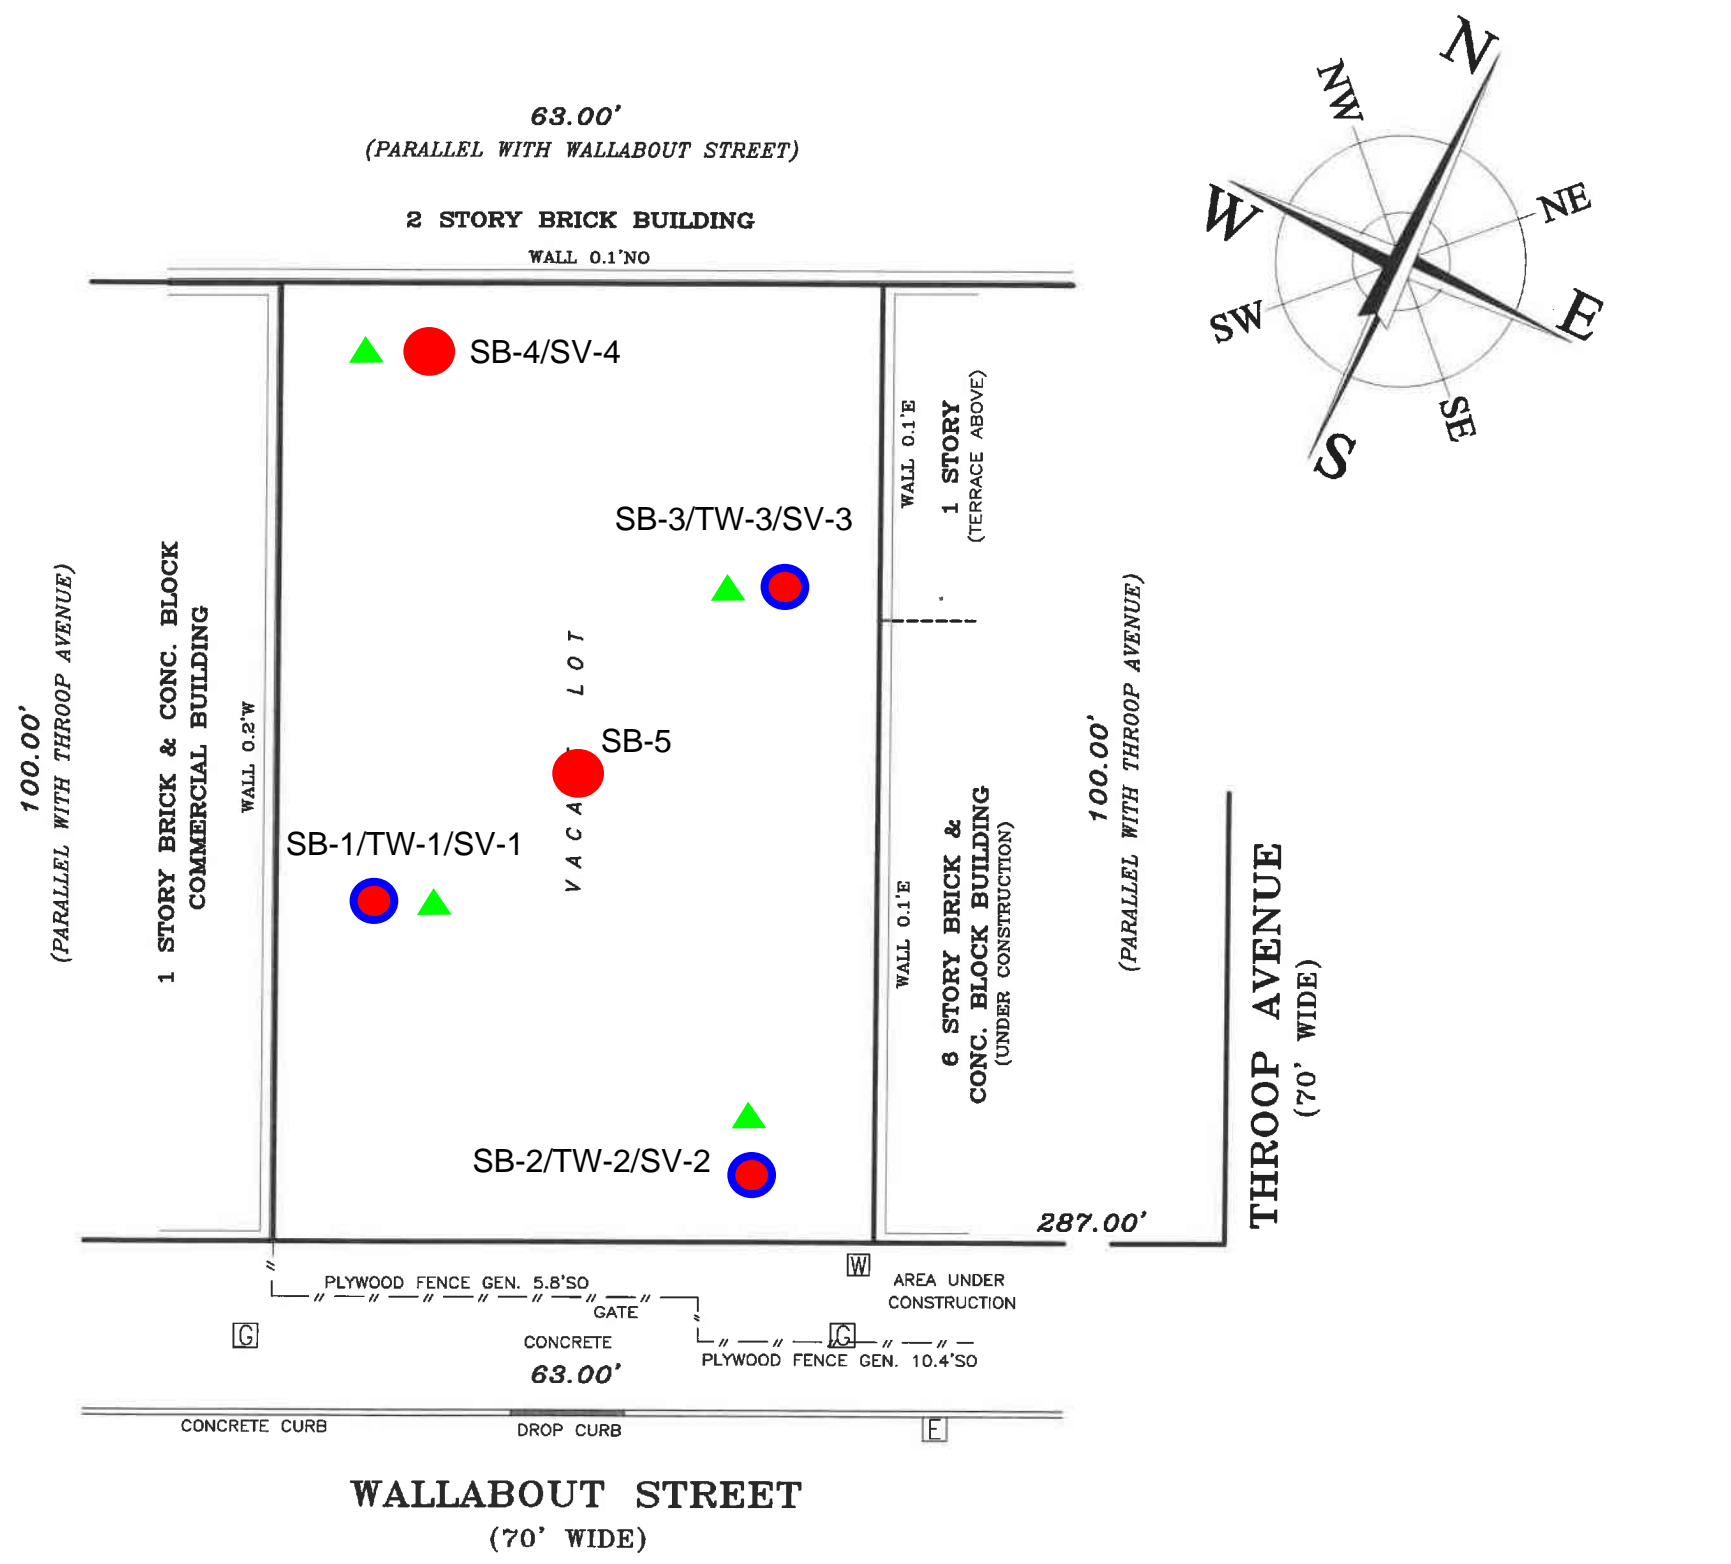 63.00'
(PARALLEL WITH WALLABOUT STREET)
2 STORY BRICK BUILDING
WALL 0.1'NO
N
NW
NE
W
E
SW
SE
S
SB-4/SV-4
WALL 0.1'E
1 STORY
(TERRACE ABOVE)
SB-3/TW-3/SV-3
100.00'
(PARALLEL WITH THROOP AVENUE)
1 STORY BRICK & CONC. BLOCK
COMMERCIAL BUILDING
WALL 0.2'W
VACA LOT
SB-5
SB-1/TW-1/SV-1
WALL 0.1'E
6 STORY BRICK &
CONC. BLOCK BUILDING
(UNDER CONSTRUCTION)
100.00'
(PARALLEL WITH THROOP AVENUE)
THROOP AVENUE
(70' WIDE)
SB-2/TW-2/SV-2
287.00'
W
AREA UNDER
CONSTRUCTION
PLYWOOD FENCE GEN. 5.8'SO
GATE
G
CONCRETE
G
PLYWOOD FENCE GEN. 10.4'SO
63.00'
CONCRETE CURB
DROP CURB
E
WALLABOUT STREET
(70' WIDE)